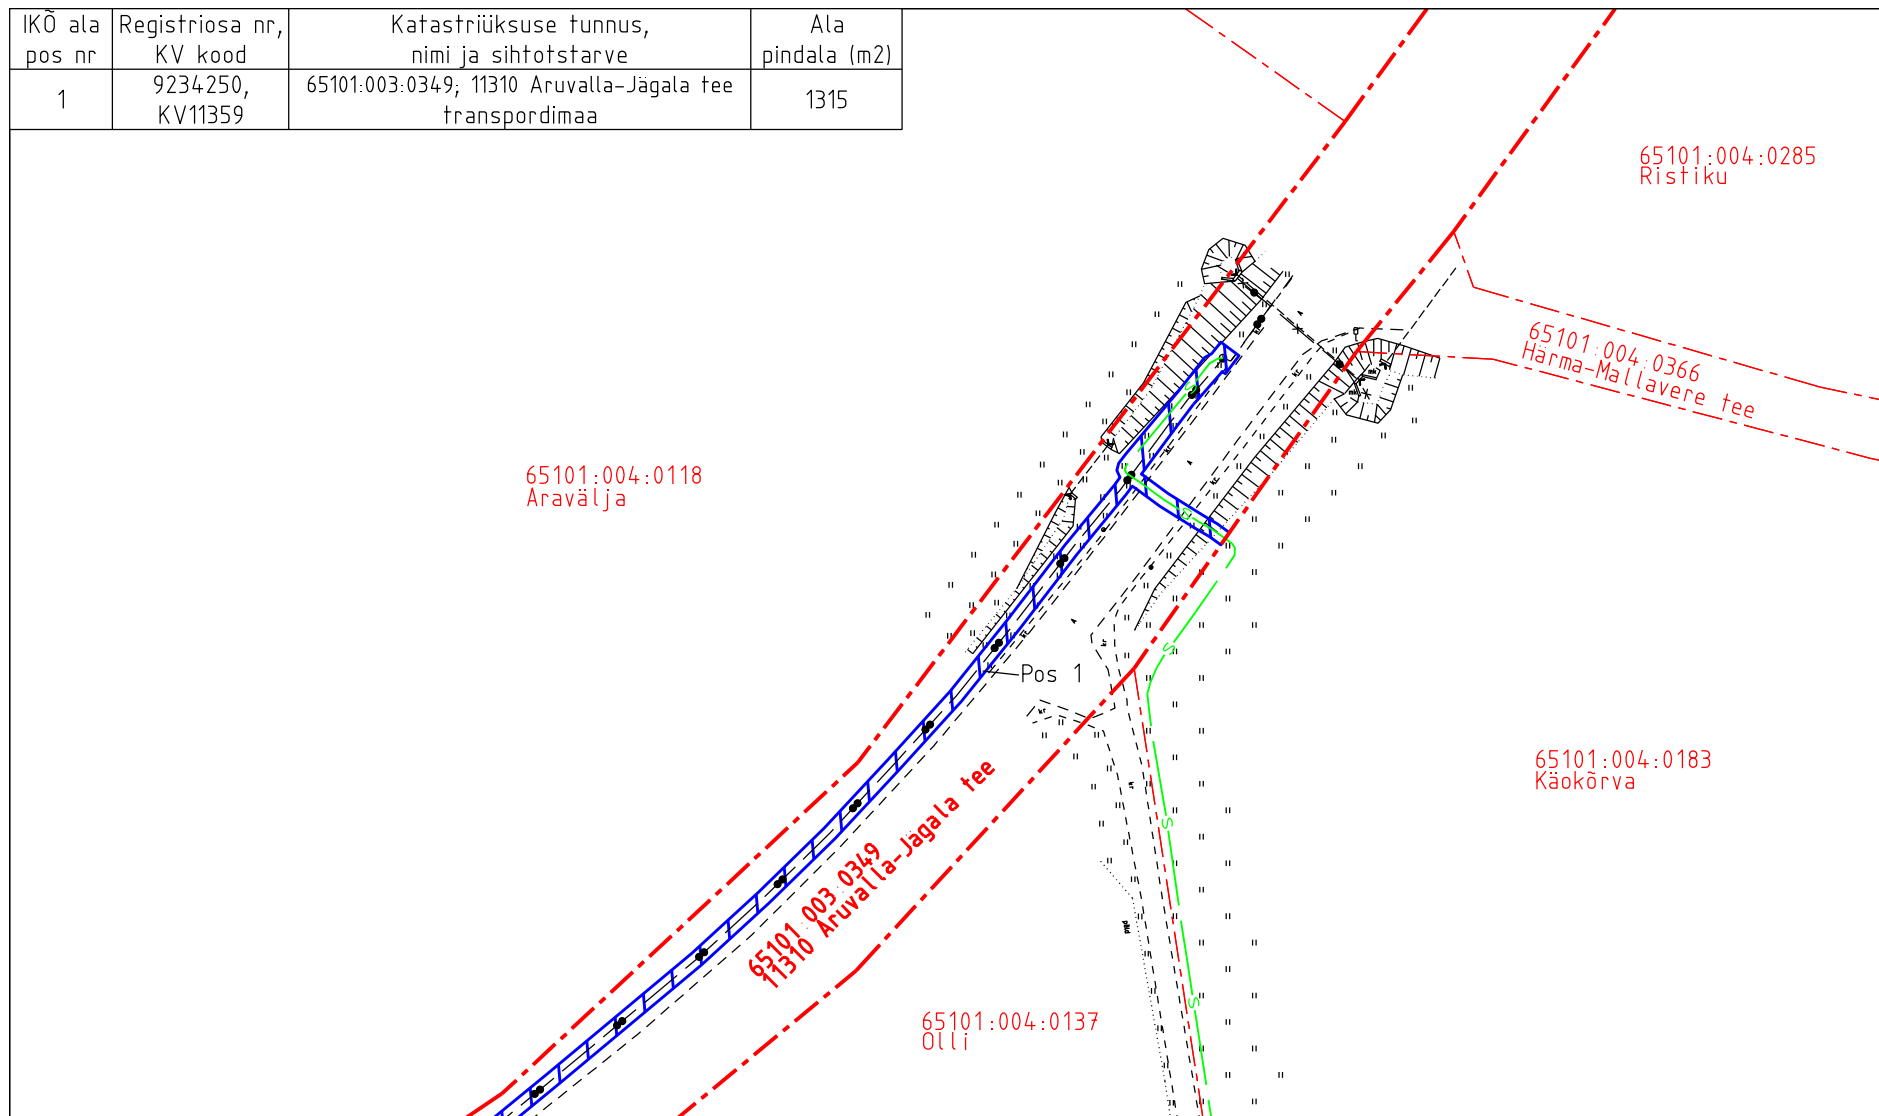 IKÕ ala pos nr
Registriosa nr, KV kood
Katastriüksuse tunnus, nimi ja sihtotstarve
Ala pindala (m2)
1
9234250, KV11359
65101:003:0349; 11310 Aruvalla-Jägala tee transpordimaa
1315
65101:004:0285
Ristiku
65101:004:0366
Härma-Mallavere tee
65101:004:0118
Aravälja
Pos 1
65101:004:0183
Käokõrva
65101:003:0349
11310 Aruvalla-Jägala tee
65101:004:0137
Olli